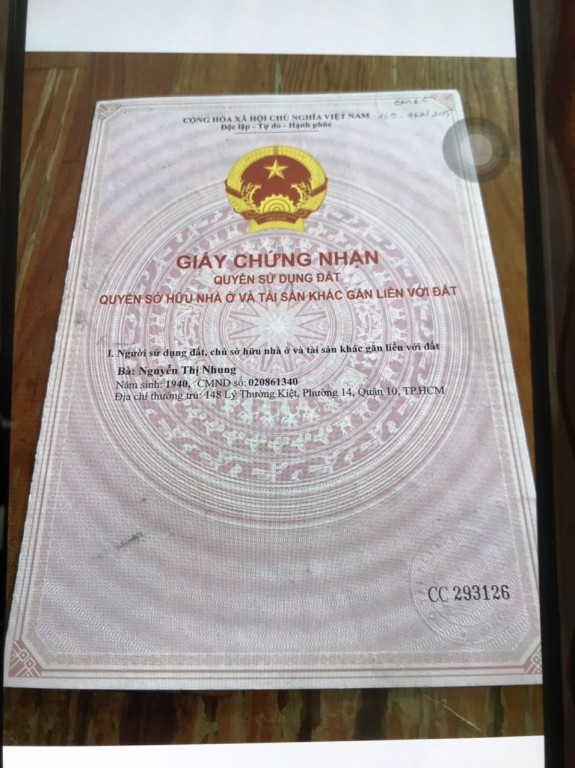 CỘNG HÒA XÃ HỘI CHỦ NGHĨA VIỆT NAM
Độc lập - Tự do - Hạnh phúc
GIẤY CHỨNG NHẬN
QUYỀN SỬ DỤNG ĐẤT
QUYỀN SỞ HỮU NHÀ Ở VÀ TÀI SẢN KHÁC GẮN LIỀN VỚI ĐẤT
I. Người sử dụng đất, chủ sở hữu nhà ở và tài sản khác gắn liền với đất
Bà: Nguyễn Thị Nhung
Năm sinh: 1940, CMND số: 020861340
Địa chỉ thường trú: 148 Lý Thường Kiệt, Phường 14, Quận 10, TP.HCM
CC 293126